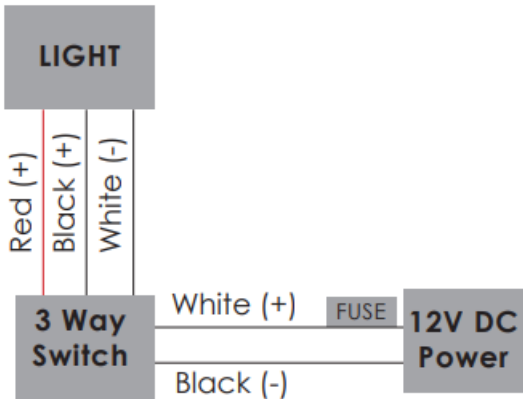 LIGHT
Red (+)
Black (+)
White (-)
3 Way
Switch
White (+)
FUSE
12V DC
Power
Black (-)